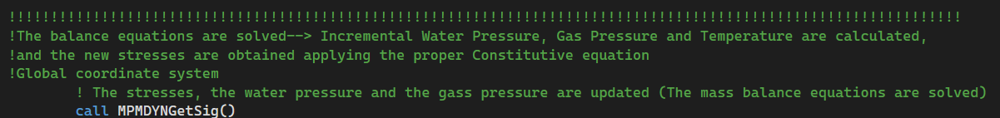 !!!!!!!!!!!!!!!!!!!!!!!!!!!!!!!!!!!!!!!!!!!!!!!!!!!!!!!!!!!!!!!!!!!!!!!!!!!!!!!!!!!!!!!!!!!!!!!!!!!!!!!!!!!!!!!!!
!The balance equations are solved--> Incremental Water Pressure, Gas Pressure and Temperature are calculated,
!and the new stresses are obtained applying the proper Constitutive equation
!Global coordinate system
! The stresses, the water pressure and the gass pressure are updated (The mass balance equations are solved)
call MPMDYNGetSig()